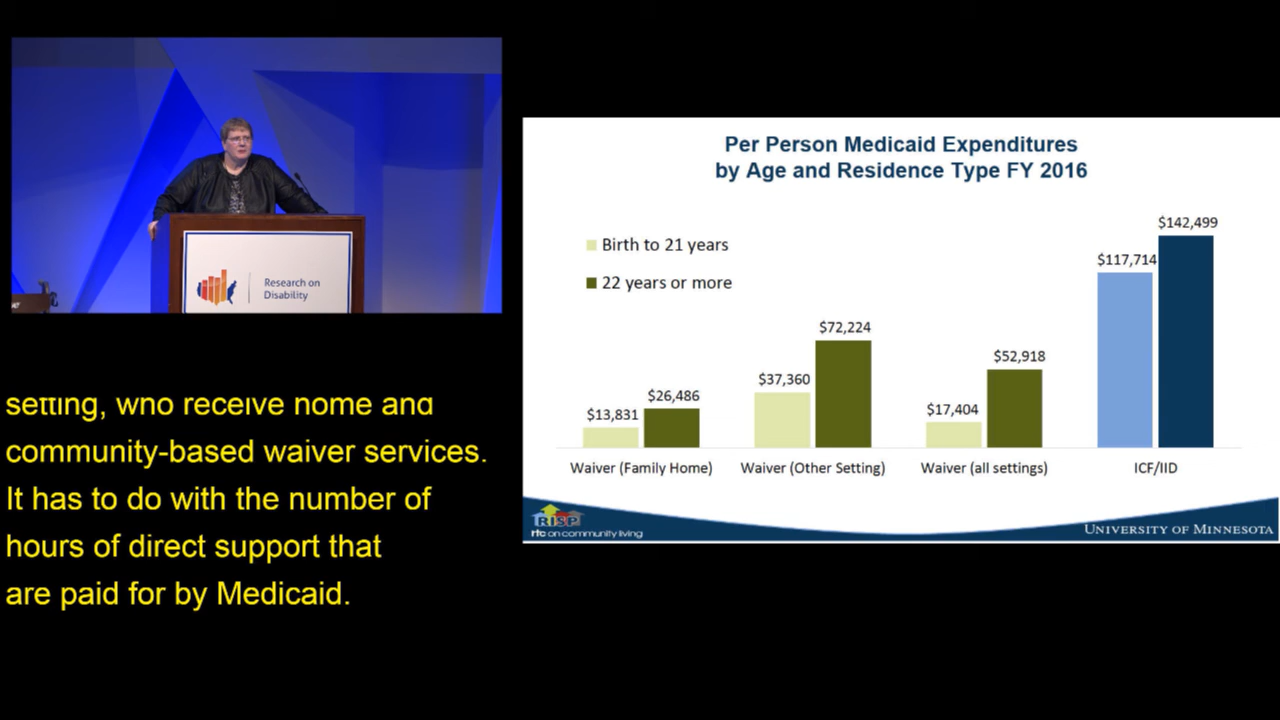 Research on
Disability
setting, who receive home and
community-based waiver services.
It has to do with the number of
hours of direct support that
are paid for by Medicaid.
Per Person Medicaid Expenditures
by Age and Residence Type FY 2016
Birth to 21 years
22 years or more
$13,831
$26,486
$37,360
$72,224
$17,404
$52,918
$117,714
$142,499
Waiver (Family Home)
Waiver (Other Setting)
Waiver (all settings)
ICF/IID
RISP
rtc on community living
UNIVERSITY OF MINNESOTA